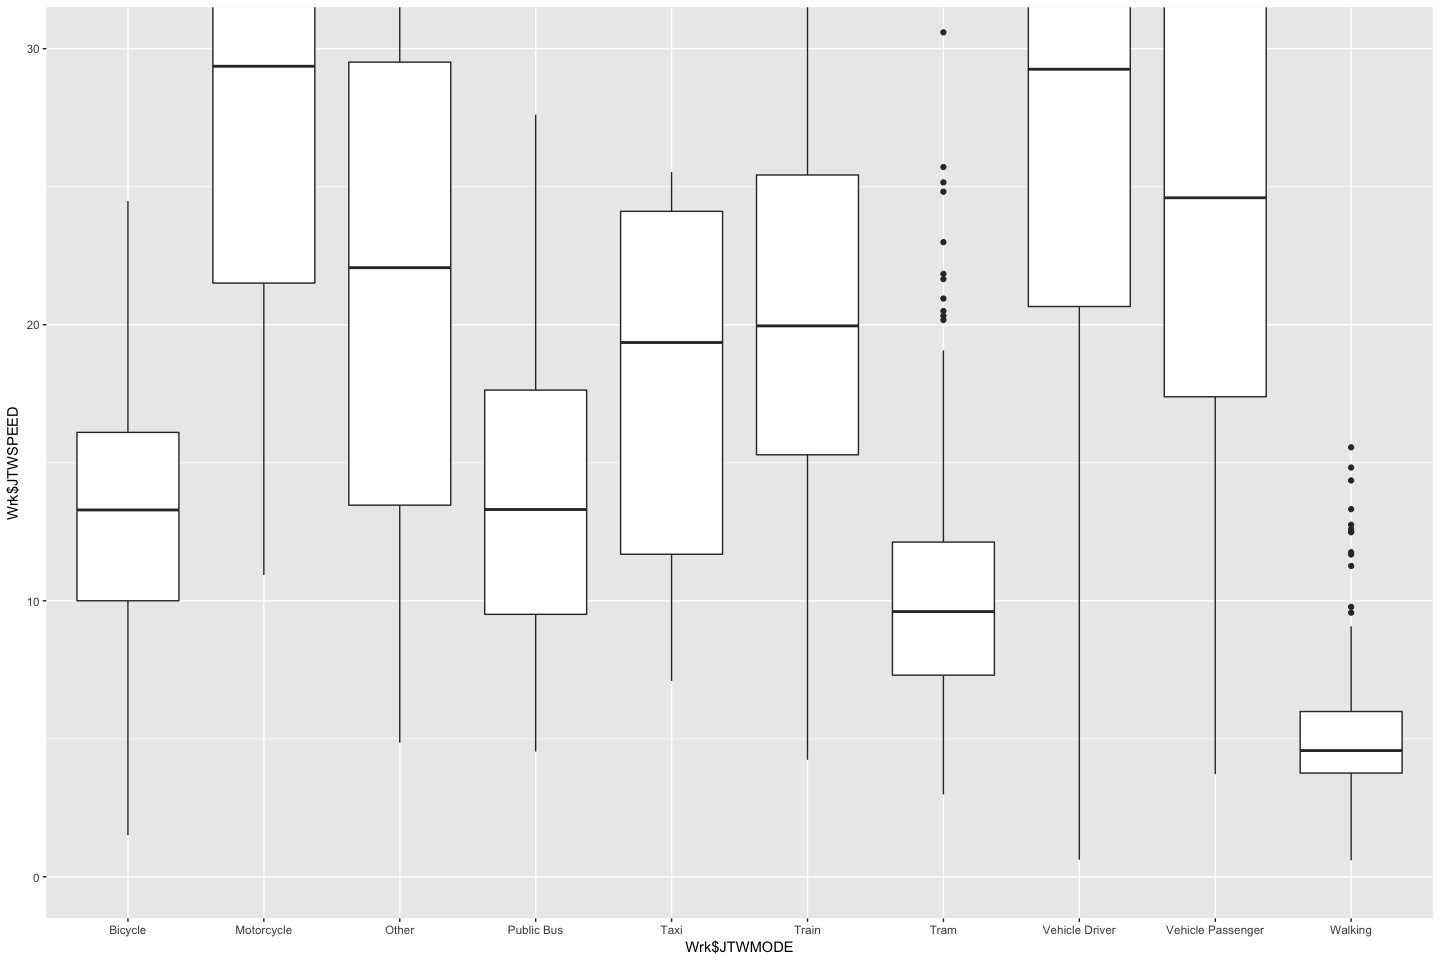 30
20
10
0
Wrk$JTWSPEED
Bicycle Motorcycle Other Public Bus Taxi Train Tram Vehicle Driver Vehicle Passenger Walking
Wrk$JTWMODE